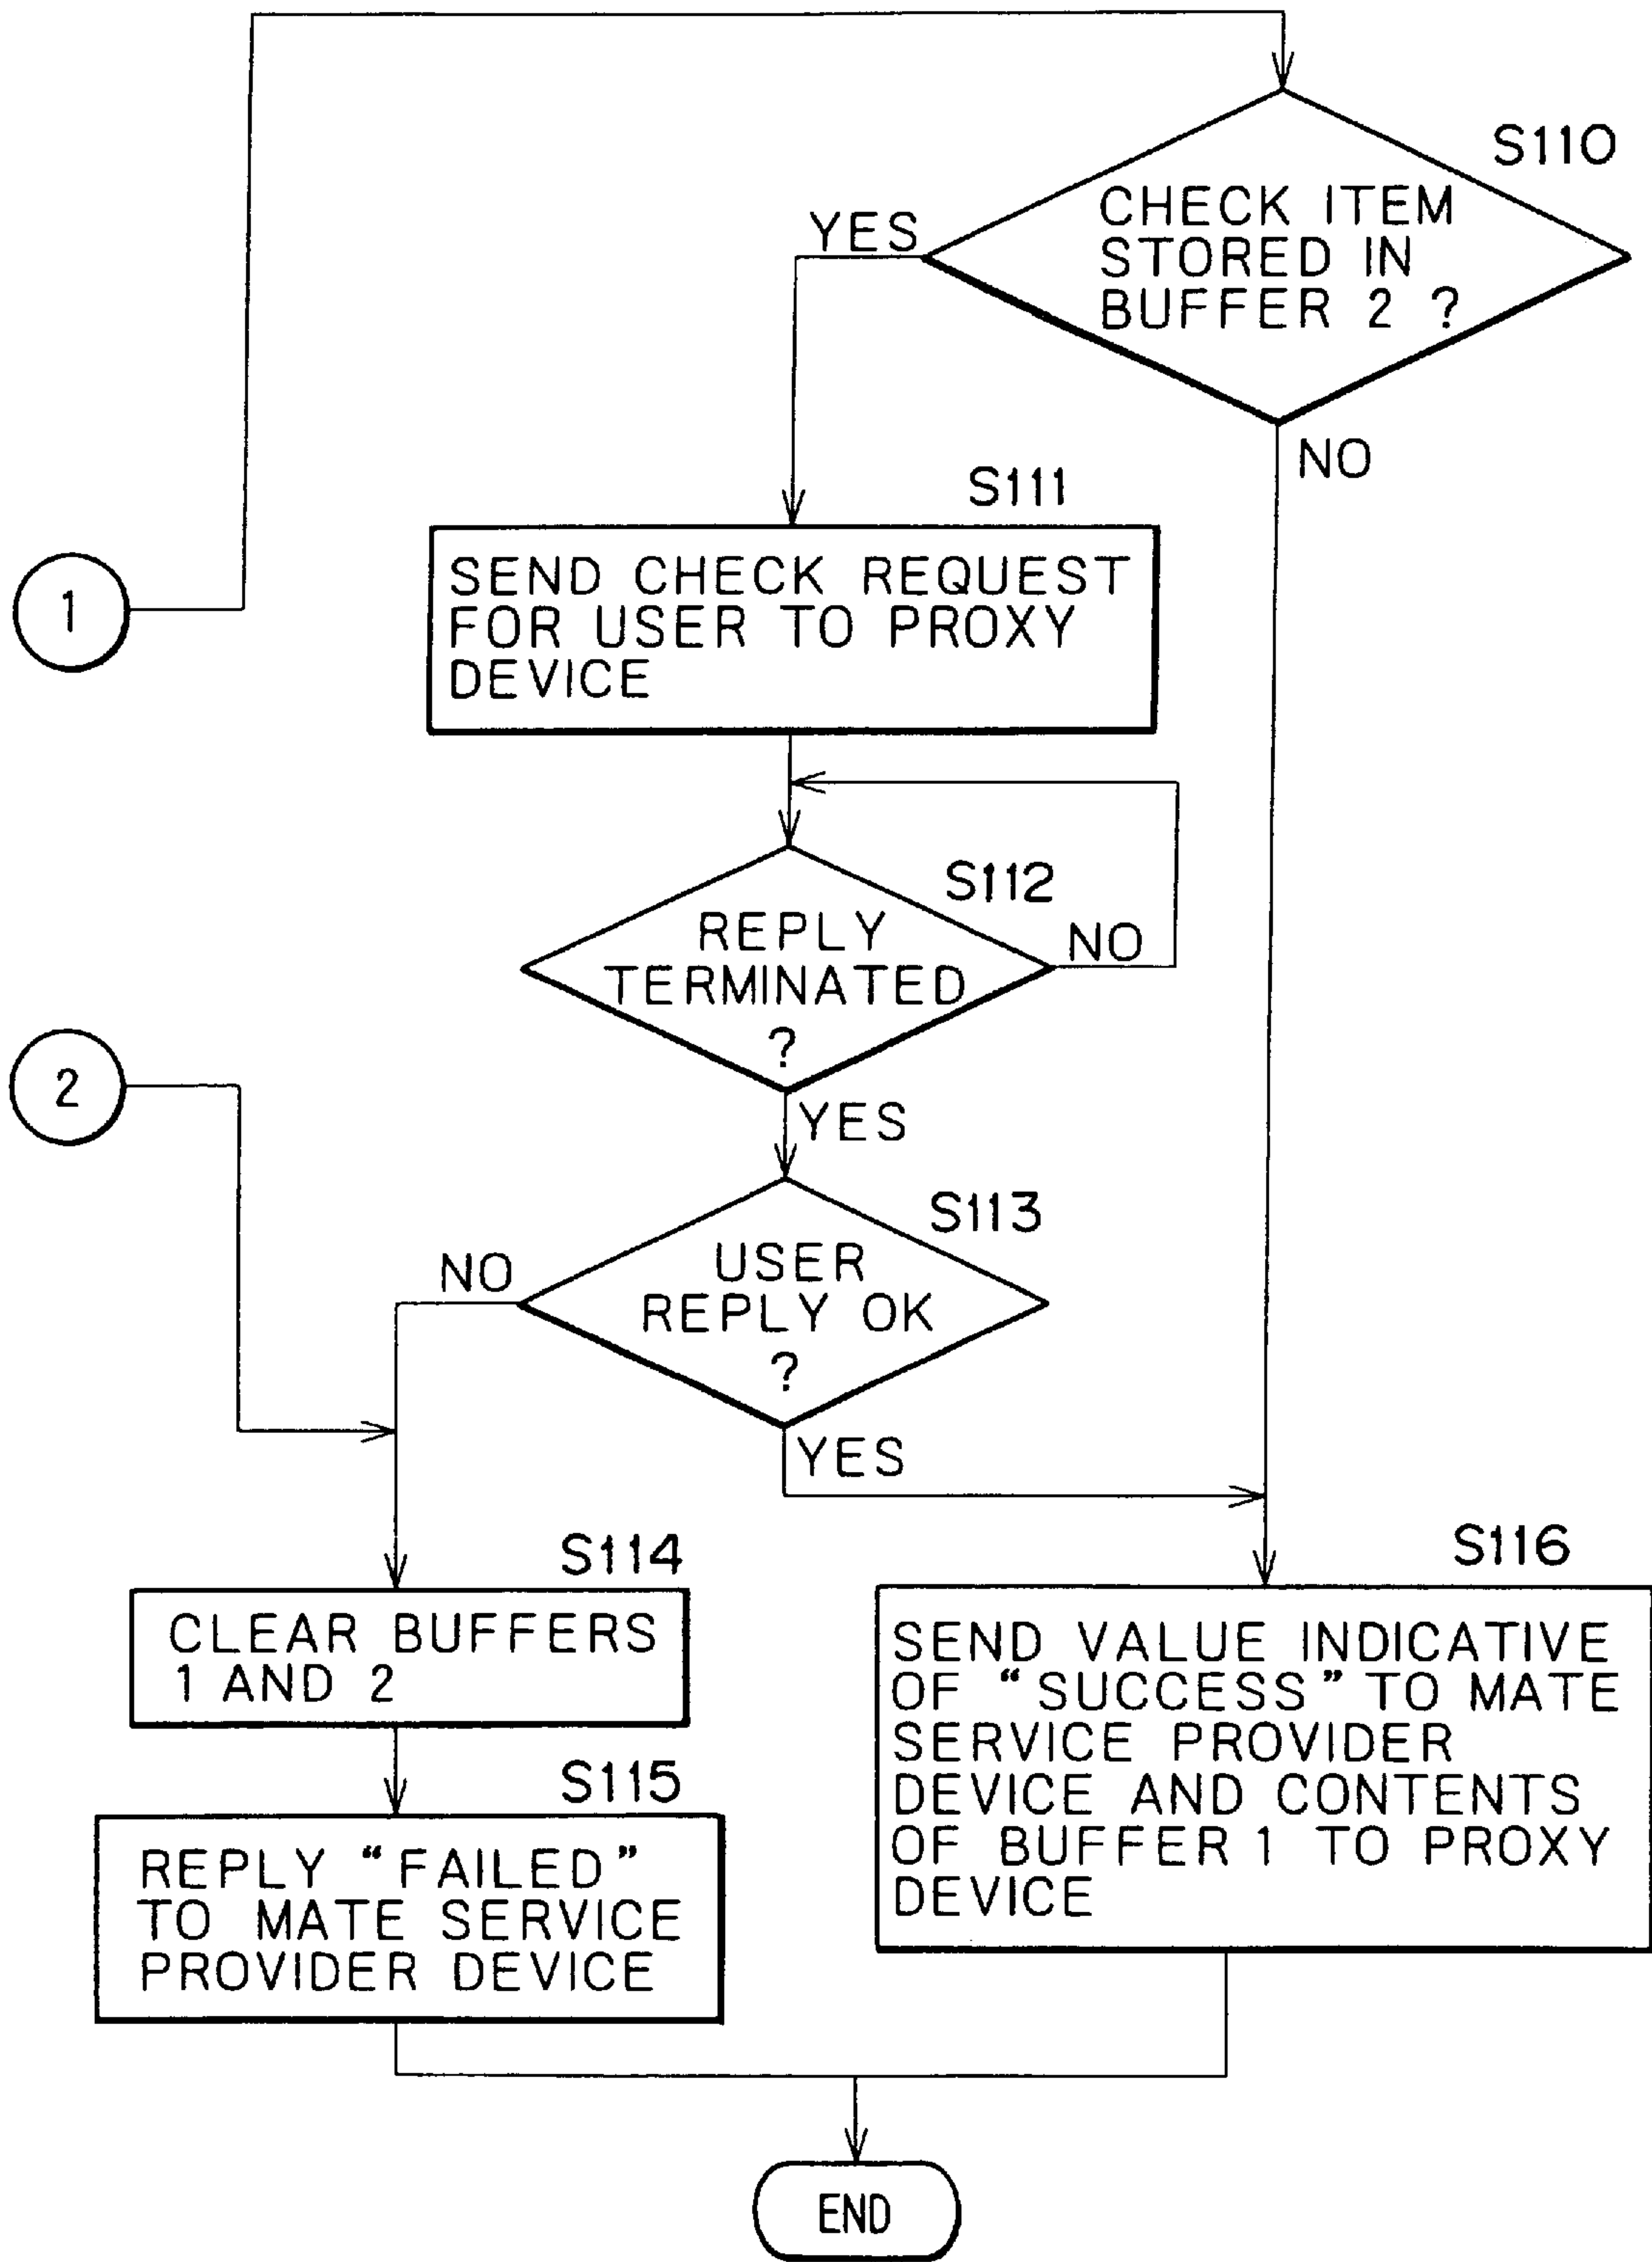 S110
CHECK ITEM
STORED IN
BUFFER 2 ?
YES
NO
S111
SEND CHECK REQUEST
FOR USER TO PROXY
DEVICE
1
S112
REPLY
TERMINATED
?
NO
YES
2
S113
USER
REPLY OK
?
NO
YES
S114
CLEAR BUFFERS
1 AND 2
S115
REPLY “FAILED”
TO MATE SERVICE
PROVIDER DEVICE
S116
SEND VALUE INDICATIVE
OF “SUCCESS” TO MATE
SERVICE PROVIDER
DEVICE AND CONTENTS
OF BUFFER 1 TO PROXY
DEVICE
END